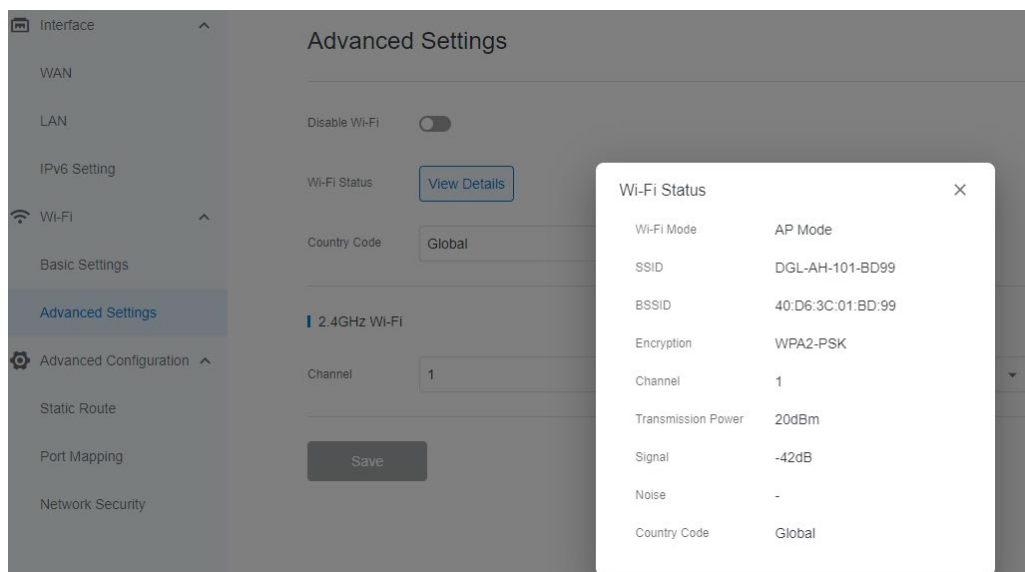 Interface
WAN
LAN
IPv6 Setting
Wi-Fi
Basic Settings
Advanced Settings
Advanced Configuration
Static Route
Port Mapping
Network Security
Advanced Settings
Disable Wi-Fi
Wi-Fi Status View Details
Country Code Global
2.4GHz Wi-Fi
Channel 1
Save
Wi-Fi Status
Wi-Fi Mode AP Mode
SSID DGL-AH-101-BD99
BSSID 40:D6:3C:01:BD:99
Encryption WPA2-PSK
Channel 1
Transmission Power 20dBm
Signal -42dB
Noise -
Country Code Global